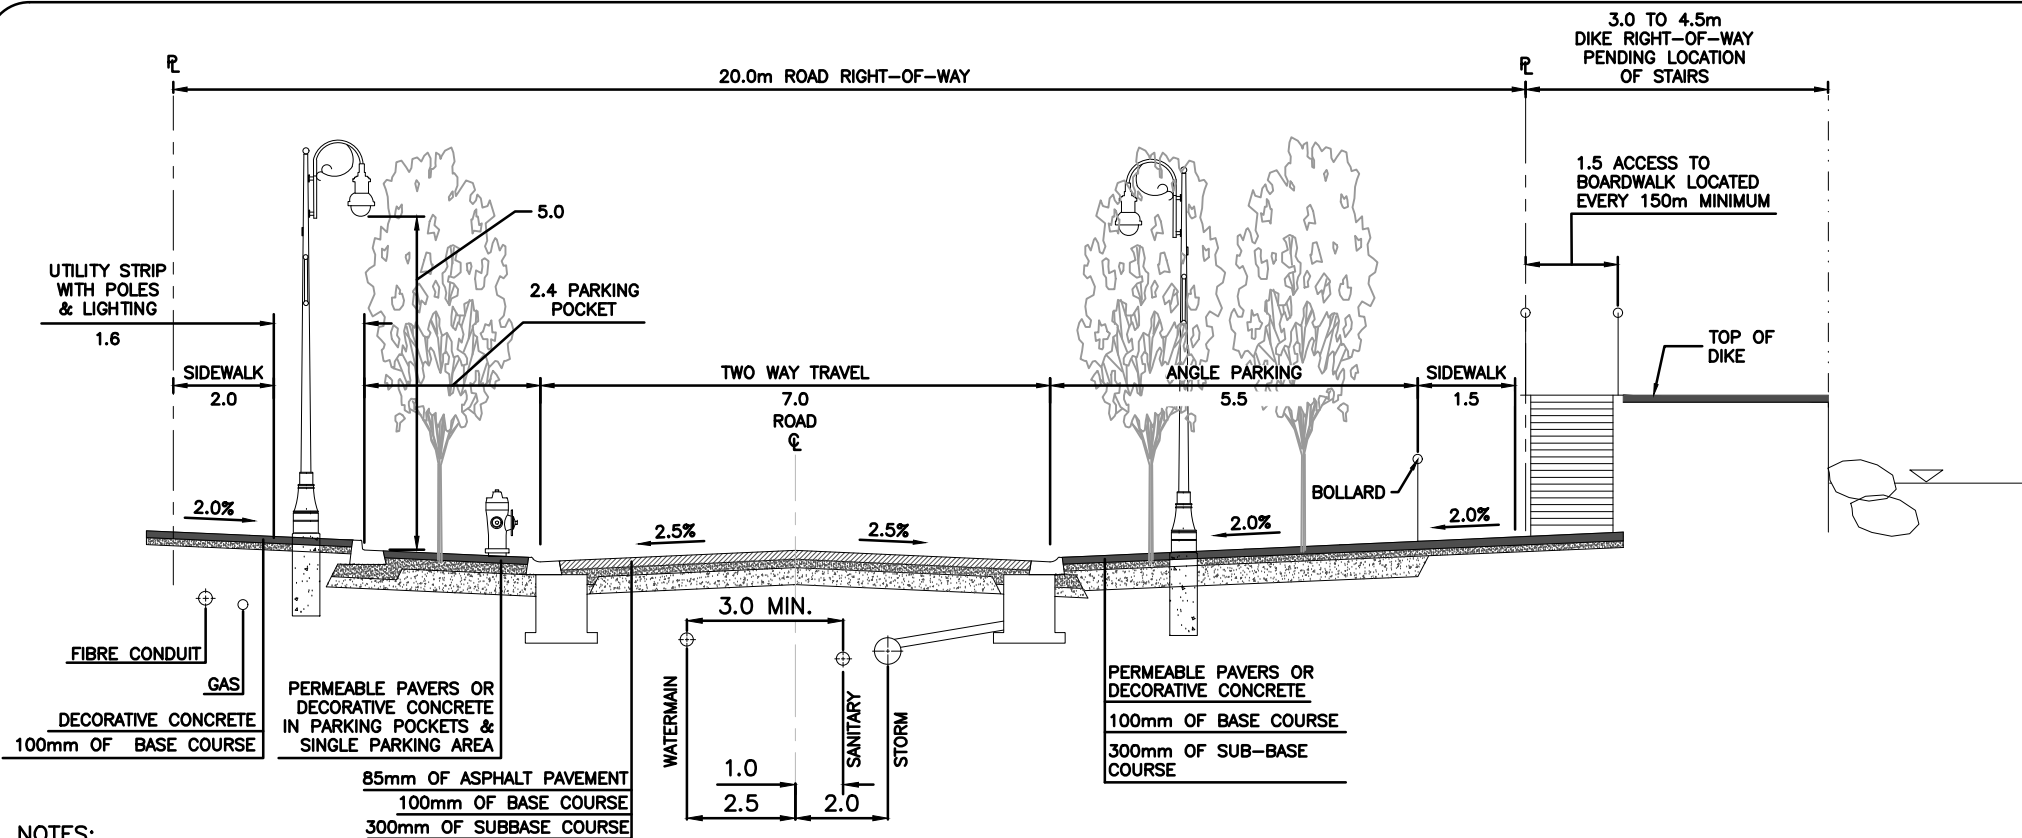 3.0 TO 4.5m
DIKE RIGHT-OF-WAY
PENDING LOCATION
OF STAIRS
PL
20.0m ROAD RIGHT-OF-WAY
PL
1.5 ACCESS TO
BOARDWALK LOCATED
EVERY 150m MINIMUM
5.0
UTILITY STRIP
WITH POLES
& LIGHTING
1.6
2.4 PARKING
POCKET
TOP OF
DIKE
SIDEWALK
2.0
TWO WAY TRAVEL
7.0
ROAD
CL
ANGLE PARKING
5.5
SIDEWALK
1.5
BOLLARD
2.0%
2.5%
2.5%
2.0%
2.0%
3.0 MIN.
FIBRE CONDUIT
GAS
DECORATIVE CONCRETE
100mm OF BASE COURSE
PERMEABLE PAVERS OR
DECORATIVE CONCRETE
IN PARKING POCKETS &
SINGLE PARKING AREA
85mm OF ASPHALT PAVEMENT
100mm OF BASE COURSE
300mm OF SUBBASE COURSE
WATERMAIN
SANITARY
STORM
1.0
2.5
2.0
PERMEABLE PAVERS OR
DECORATIVE CONCRETE
100mm OF BASE COURSE
300mm OF SUB-BASE
COURSE
NOTES: